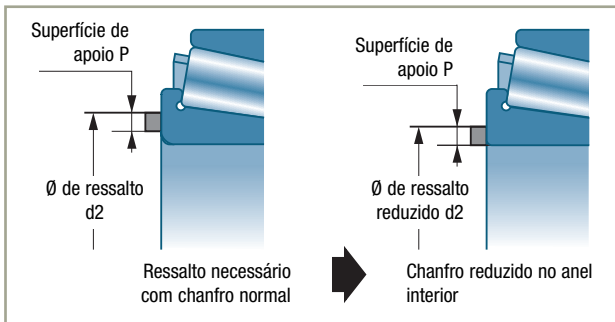 Superfície de
apoio P
Ø de ressalto
d2
Ressalto necessário
com chanfro normal
Superfície de
apoio P
Ø de ressalto
reduzido d2
Chanfro reduzido no anel
interior